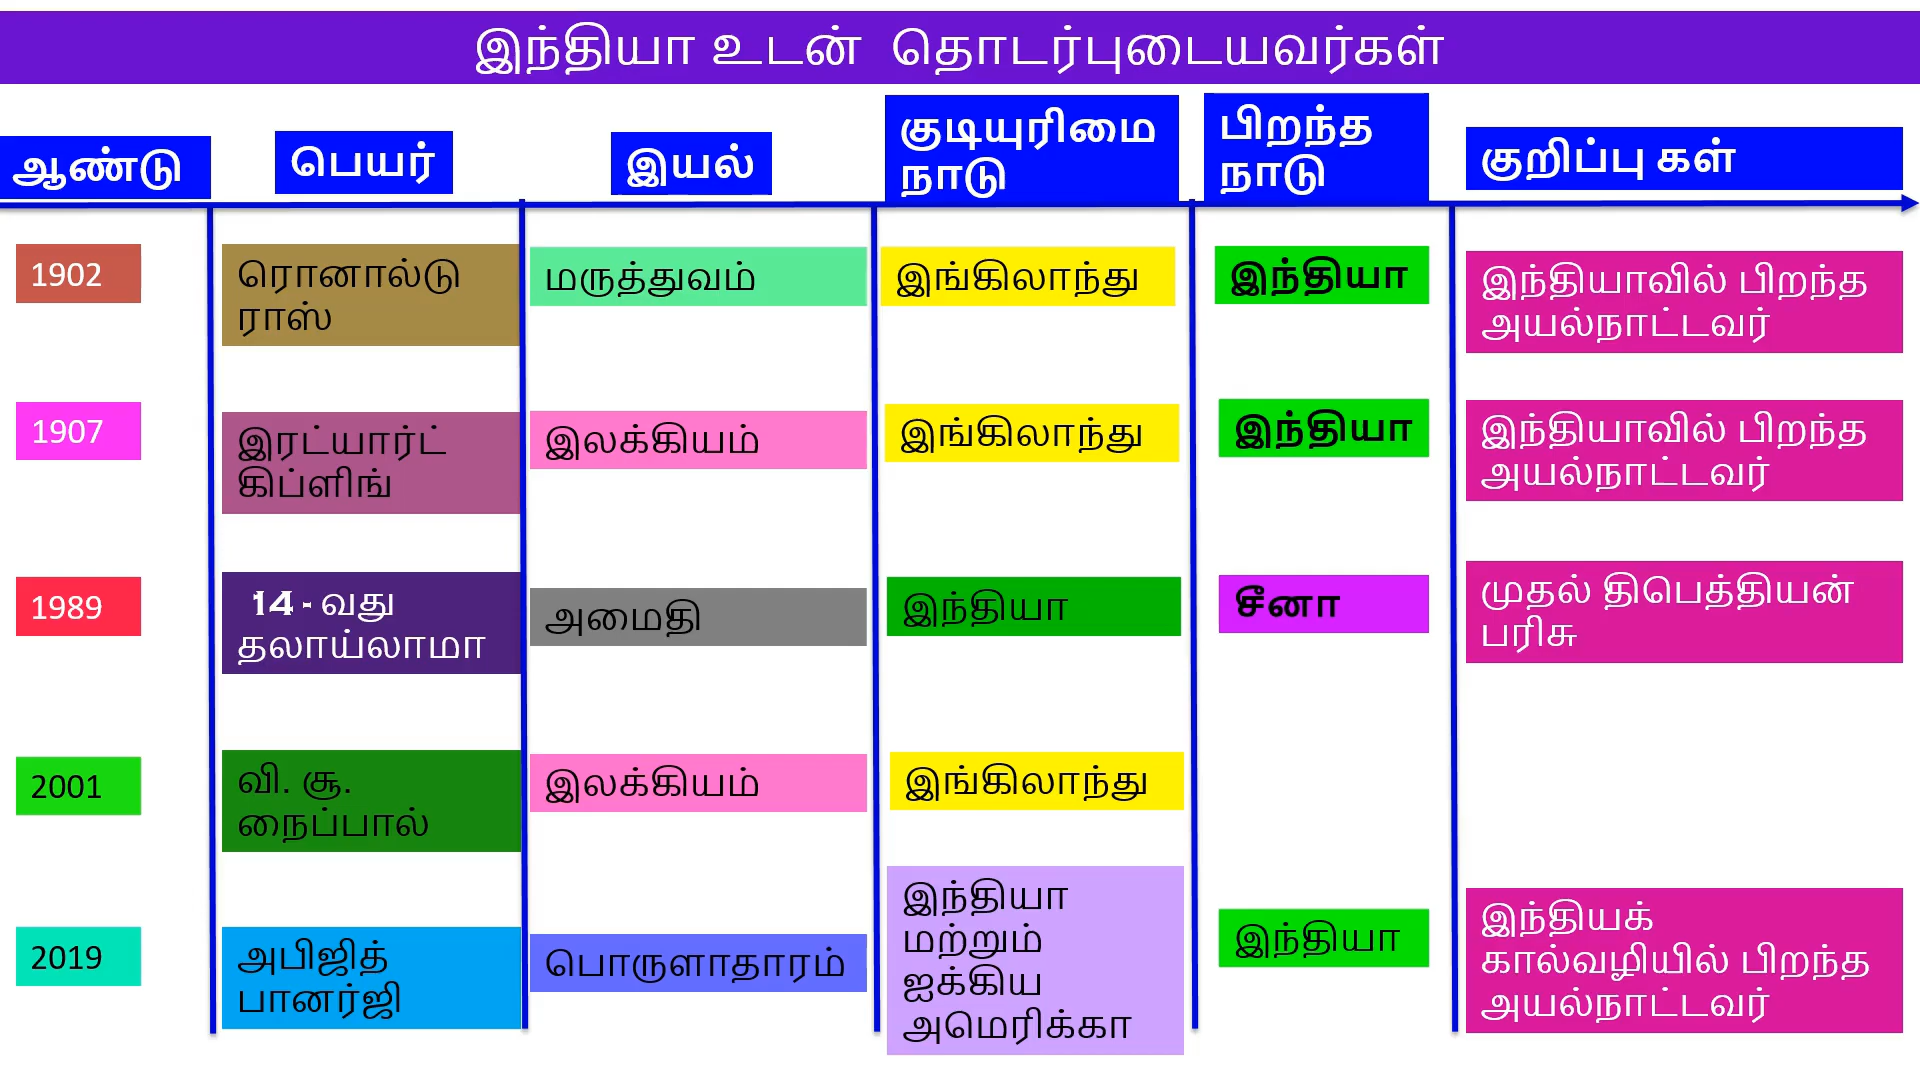 இந்தியா உடன் தொடர்புடையவர்கள்
ஆண்டு
பெயர்
இயல்
குடியுரிமை
நாடு
பிறந்த
நாடு
குறிப்பு கள்
1902
ரொனால்டு
ராஸ்
மருத்துவம்
இங்கிலாந்து
இந்தியா
இந்தியாவில் பிறந்த
அயல்நாட்டவர்
1907
இரட்யார்ட்
கிப்ளிங்
இலக்கியம்
இங்கிலாந்து
இந்தியா
இந்தியாவில் பிறந்த
அயல்நாட்டவர்
1989
14 - வது
தலாய்லாமா
அமைதி
இந்தியா
சீனா
முதல் திபெத்தியன்
பரிசு
2001
வி. சூ.
நைப்பால்
இலக்கியம்
இங்கிலாந்து
2019
அபிஜித்
பானர்ஜி
பொருளாதாரம்
இந்தியா
மற்றும்
ஐக்கிய
அமெரிக்கா
இந்தியா
இந்தியக்
கால்வழியில் பிறந்த
அயல்நாட்டவர்